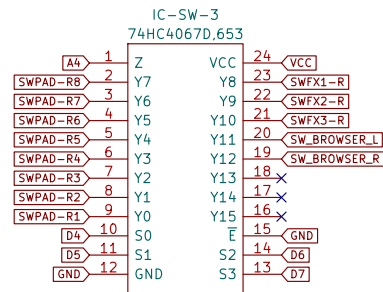 IC-SW-3
74HC4067D,653
A4 1 Z VCC 24 VCC
SWPAD-R8 2 Y7 Y8 23 SWFX1-R
SWPAD-R7 3 Y6 Y9 22 SWFX2-R
SWPAD-R6 4 Y5 Y10 21 SWFX3-R
SWPAD-R5 5 Y4 Y11 20 SW_BROWSER_L
SWPAD-R4 6 Y3 Y12 19 SW_BROWSER_R
SWPAD-R3 7 Y2 Y13 18
SWPAD-R2 8 Y1 Y14 17
SWPAD-R1 9 Y0 Y15 16
D4 10 S0 E̅ 15 GND
D5 11 S1 S2 14 D6
GND 12 GND S3 13 D7